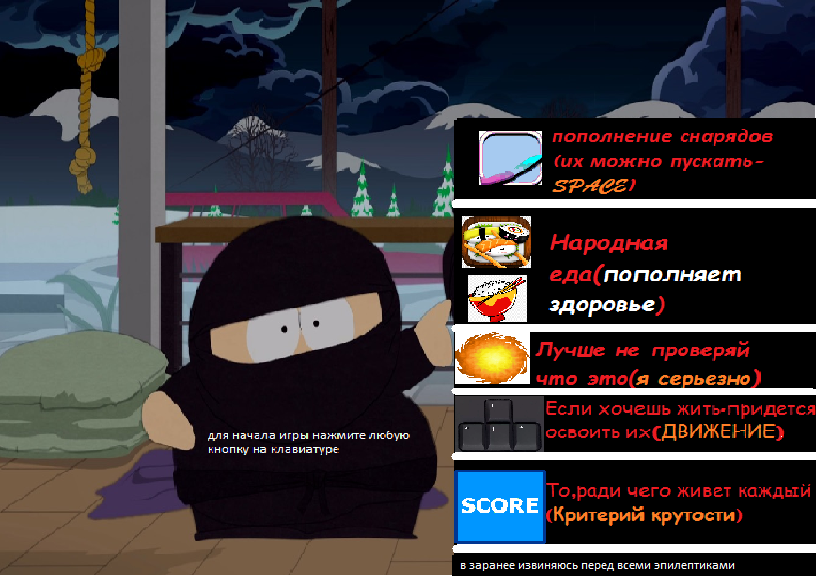 пополнение снарядов
(их можно пускать-
SPACE)
Народная
еда(пополняет
здоровье)
Лучше не проверяй
что это(я серьезно)
Если хочешь жить-придется
освоить их(ДВИЖЕНИЕ)
для начала игры нажмите любую
кнопку на клавиатуре
SCORE
То,ради чего живет каждый
(Критерий крутости)
в заранее извиняюсь перед всеми эпилептиками